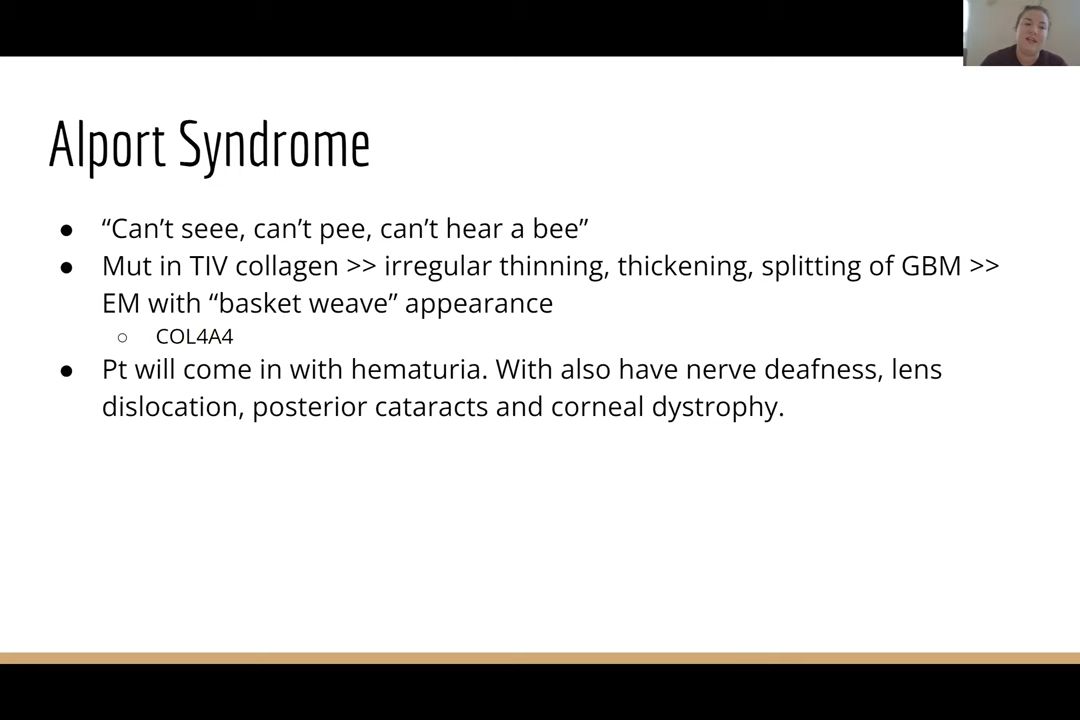 Alport Syndrome
● “Can’t seee, can’t pee, can’t hear a bee”
● Mut in TIV collagen >> irregular thinning, thickening, splitting of GBM >>
EM with “basket weave” appearance
○ COL4A4
● Pt will come in with hematuria. With also have nerve deafness, lens
dislocation, posterior cataracts and corneal dystrophy.